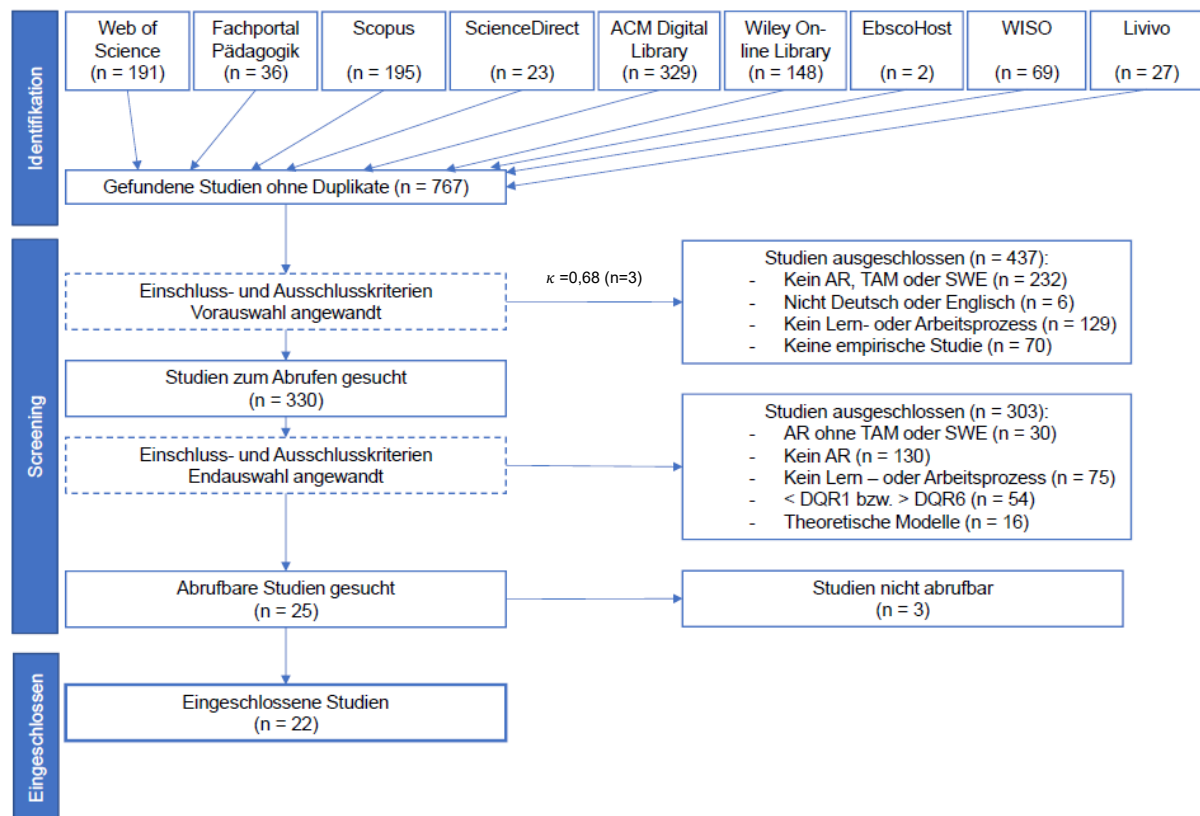 Identifikation
Web of
Science
(n = 191)
Fachportal
Pädagogik
(n = 36)
Scopus
(n = 195)
ScienceDirect
(n = 23)
ACM Digital
Library
(n = 329)
Wiley On-
line Library
(n = 148)
EbscoHost
(n = 2)
WISO
(n = 69)
Livivo
(n = 27)
Gefundene Studien ohne Duplikate (n = 767)
Screening
Einschluss- und Ausschlusskriterien
Vorauswahl angewandt
κ =0,68 (n=3)
Studien ausgeschlossen (n = 437):
- Kein AR, TAM oder SWE (n = 232)
- Nicht Deutsch oder Englisch (n = 6)
- Kein Lern- oder Arbeitsprozess (n = 129)
- Keine empirische Studie (n = 70)
Studien zum Abrufen gesucht
(n = 330)
Einschluss- und Ausschlusskriterien
Endauswahl angewandt
Studien ausgeschlossen (n = 303):
- AR ohne TAM oder SWE (n = 30)
- Kein AR (n = 130)
- Kein Lern – oder Arbeitsprozess (n = 75)
- < DQR1 bzw. > DQR6 (n = 54)
- Theoretische Modelle (n = 16)
Abrufbare Studien gesucht
(n = 25)
Studien nicht abrufbar
(n = 3)
Eingeschlossen
Eingeschlossene Studien
(n = 22)